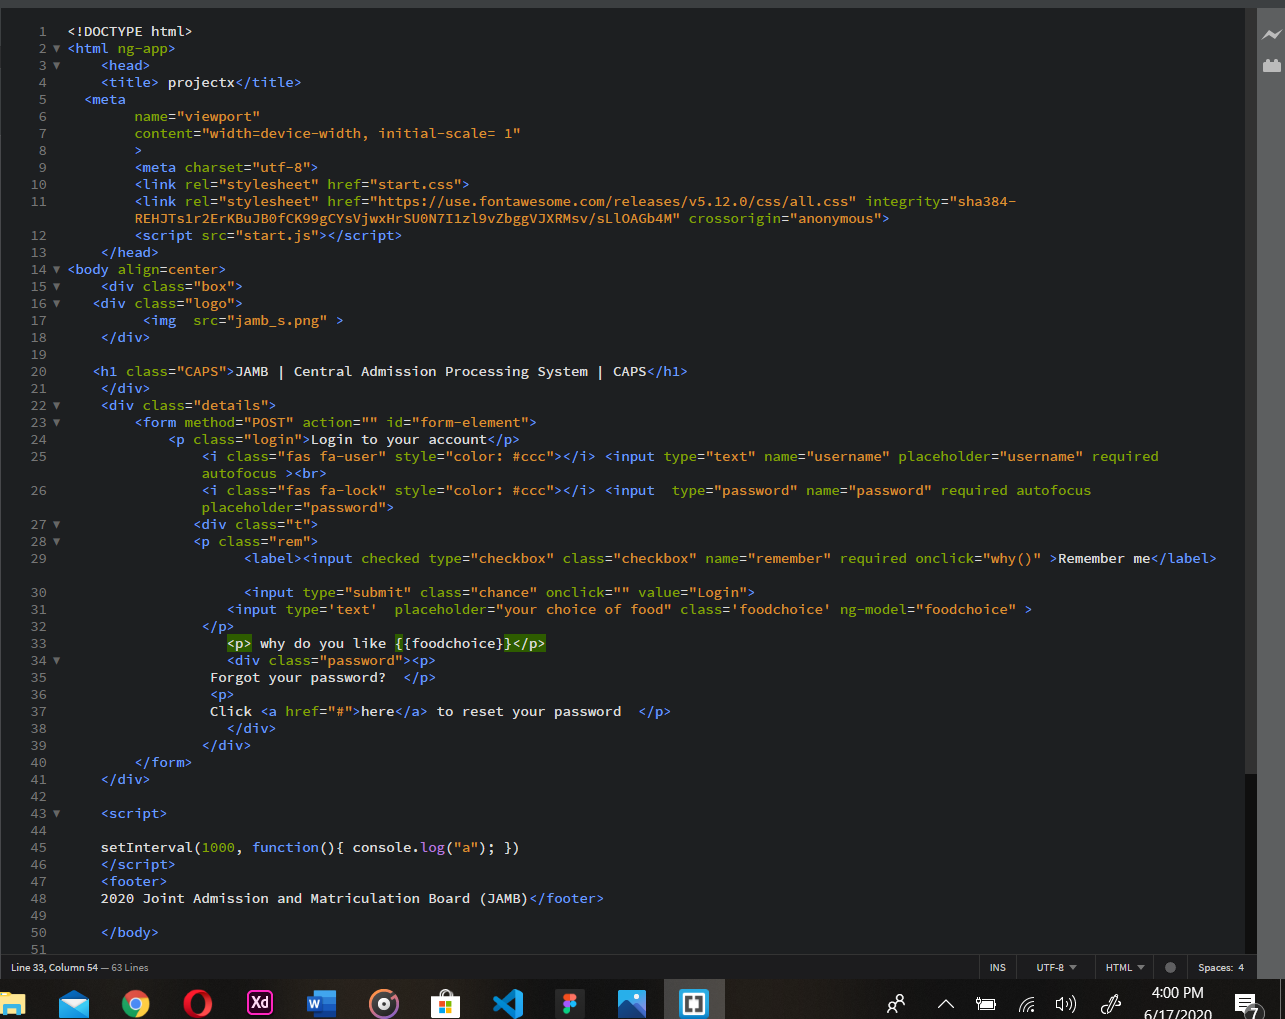 1 <!DOCTYPE html>
2 <html ng-app>
3 <head>
4 <title> projectx</title>
5 <meta
6 name="viewport"
7 content="width=device-width, initial-scale= 1"
8 >
9 <meta charset="utf-8">
10 <link rel="stylesheet" href="start.css">
11 <link rel="stylesheet" href="https://use.fontawesome.com/releases/v5.12.0/css/all.css" integrity="sha384-
REHJTs1r2ErKBuJB0fCK99gCYsVjwxHrSU0N7I1zl9vZbggVJXRMsv/sLlOAGb4M" crossorigin="anonymous">
12 <script src="start.js"></script>
13 </head>
14 <body align=center>
15 <div class="box">
16 <div class="logo">
17 <img  src="jamb_s.png" >
18 </div>
19
20 <h1 class="CAPS">JAMB | Central Admission Processing System | CAPS</h1>
21 </div>
22 <div class="details">
23 <form method="POST" action="" id="form-element">
24 <p class="login">Login to your account</p>
25 <i class="fas fa-user" style="color: #ccc"></i> <input type="text" name="username" placeholder="username" required
autofocus ><br>
26 <i class="fas fa-lock" style="color: #ccc"></i> <input  type="password" name="password" required autofocus
placeholder="password">
27 <div class="t">
28 <p class="rem">
29 <label><input checked type="checkbox" class="checkbox" name="remember" required onclick="why()" >Remember me</label>
30 <input type="submit" class="chance" onclick="" value="Login">
31 <input type='text'  placeholder="your choice of food" class='foodchoice' ng-model="foodchoice" >
32 </p>
33 <p> why do you like {{foodchoice}}</p>
34 <div class="password"><p>
35 Forgot your password?  </p>
36 <p>
37 Click <a href="#">here</a> to reset your password  </p>
38 </div>
39 </div>
40 </form>
41 </div>
42
43 <script>
44
45 setInterval(1000, function(){ console.log("a"); })
46 </script>
47 <footer>
48 2020 Joint Admission and Matriculation Board (JAMB)</footer>
49
50 </body>
51
Line 33, Column 54 — 63 Lines
INS UTF-8 HTML Spaces: 4
Xd
W
4:00 PM
6/17/2020
7